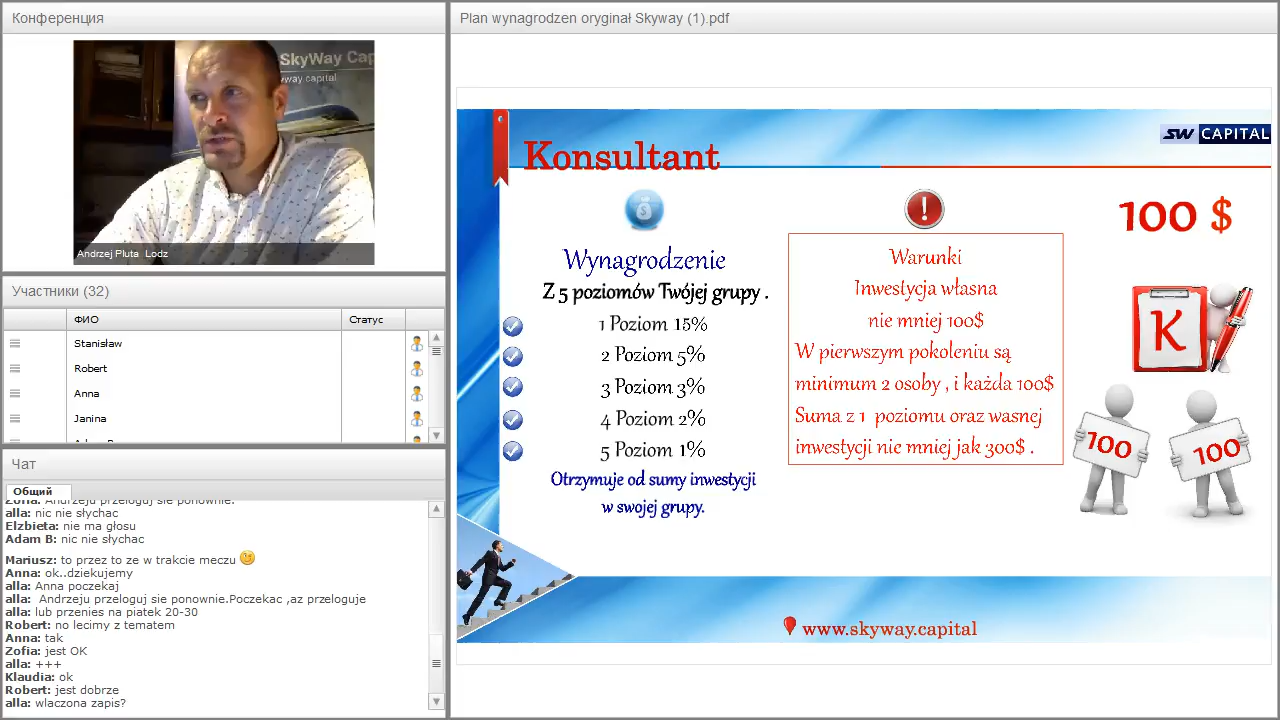 Конференция
SkyWay Cap
yway capital
Andrzej Pluta Lodz
Участники (32)
ФИО
Статус
Stanisław
Robert
Anna
Janina
Чат
Общий
Zofia: Andrzeju przeloguj sie ponownie.
alla: nic nie słychac
Elzbieta: nie ma głosu
Adam B: nic nie słychac
Mariusz: to przez to ze w trakcie meczu
Anna: ok..dziekujemy
alla: Anna poczekaj
alla: Andrzeju przeloguj sie ponownie.Poczekac ,az przeloguje
alla: lub przenies na piatek 20-30
Robert: no lecimy z tematem
Anna: tak
Zofia: jest OK
alla: +++
Klaudia: ok
Robert: jest dobrze
alla: wlaczona zapis?
Plan wynagrodzen oryginał Skyway (1).pdf
SW CAPITAL
Konsultant
Wynagrodzenie
Z 5 poziomów Twójej grupy .
1 Poziom 15%
2 Poziom 5%
3 Poziom 3%
4 Poziom 2%
5 Poziom 1%
Otrzymuje od sumy inwestycji
w swojej grupy.
!
Warunki
Inwestycja własna
nie mniej 100$
W pierwszym pokoleniu są
minimum 2 osoby , i każda 100$
Suma z 1 poziomu oraz wasnej
inwestycji nie mniej jak 300$ .
100 $
K
100
100
www.skyway.capital